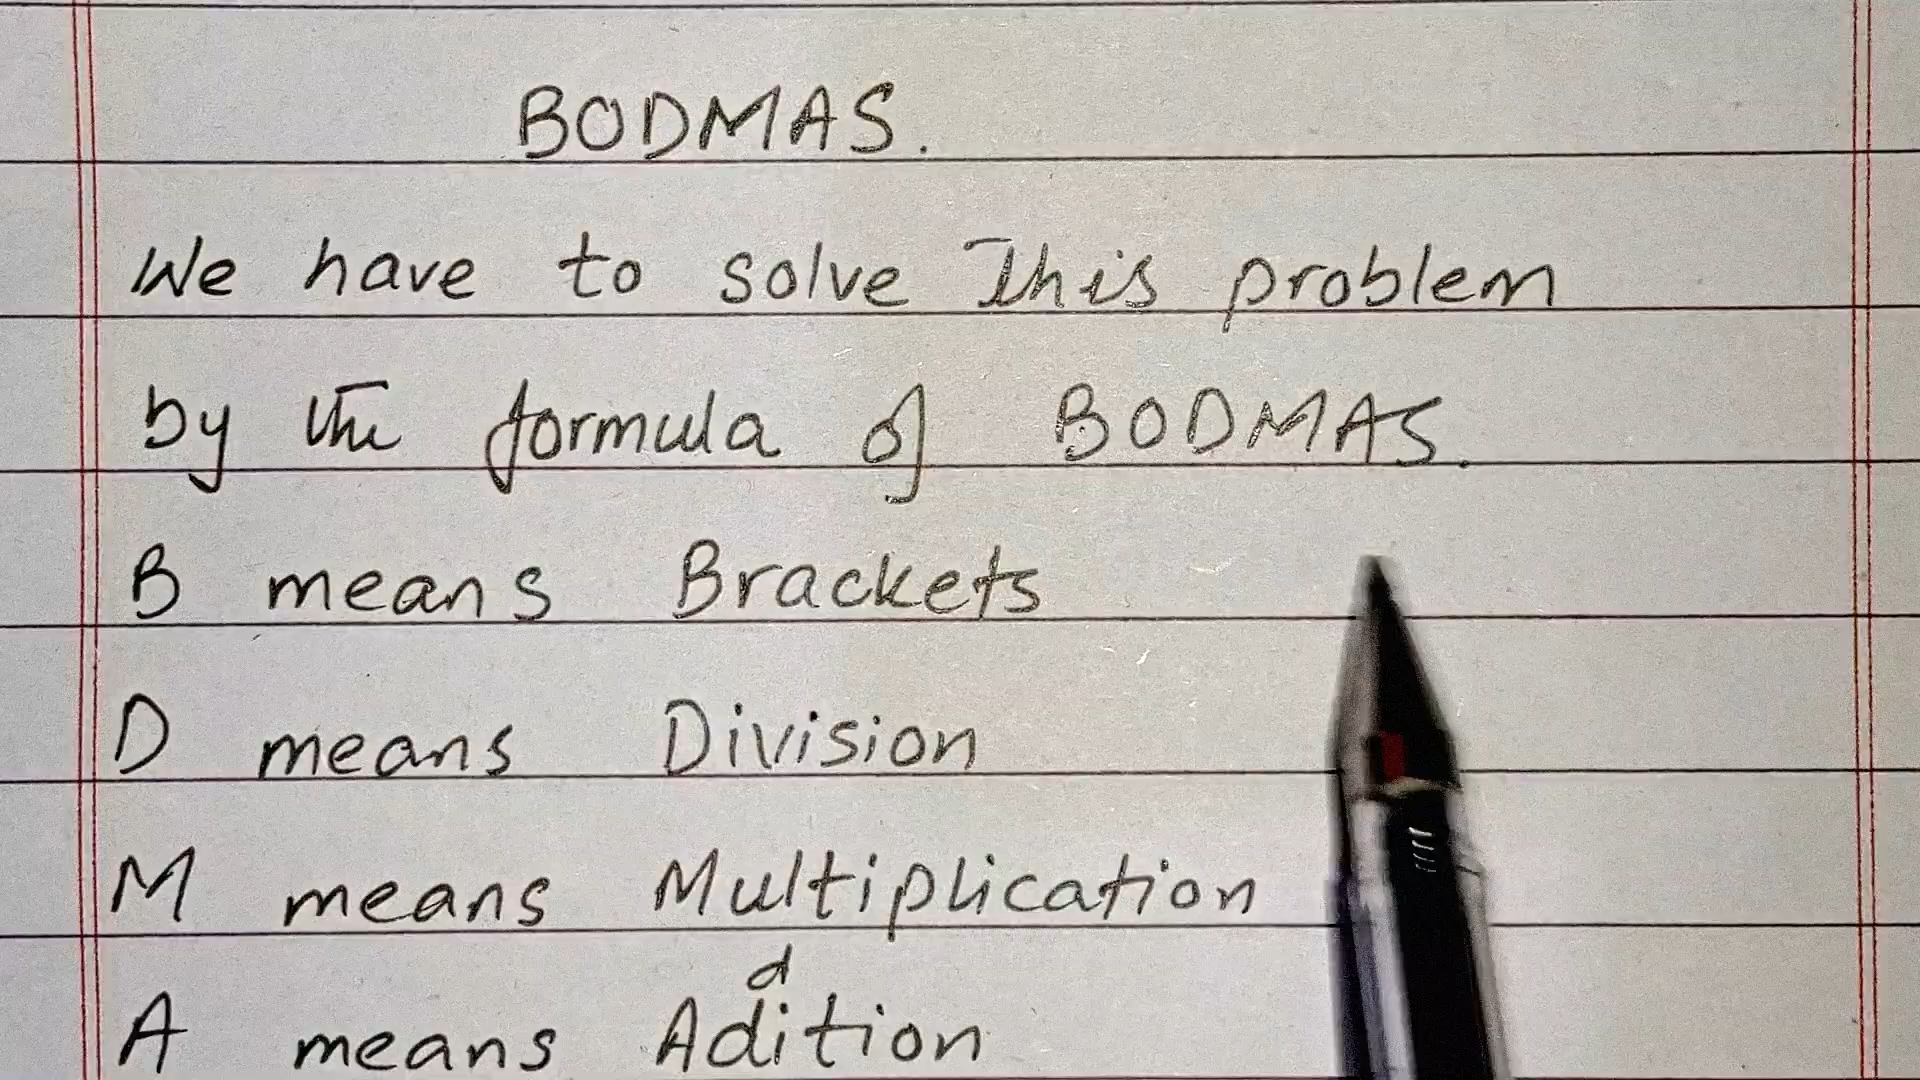 BODMAS.
We have to solve This problem
by the formula of BODMAS.
B means Brackets
D means Division
M means Multiplication
d
A means Adition